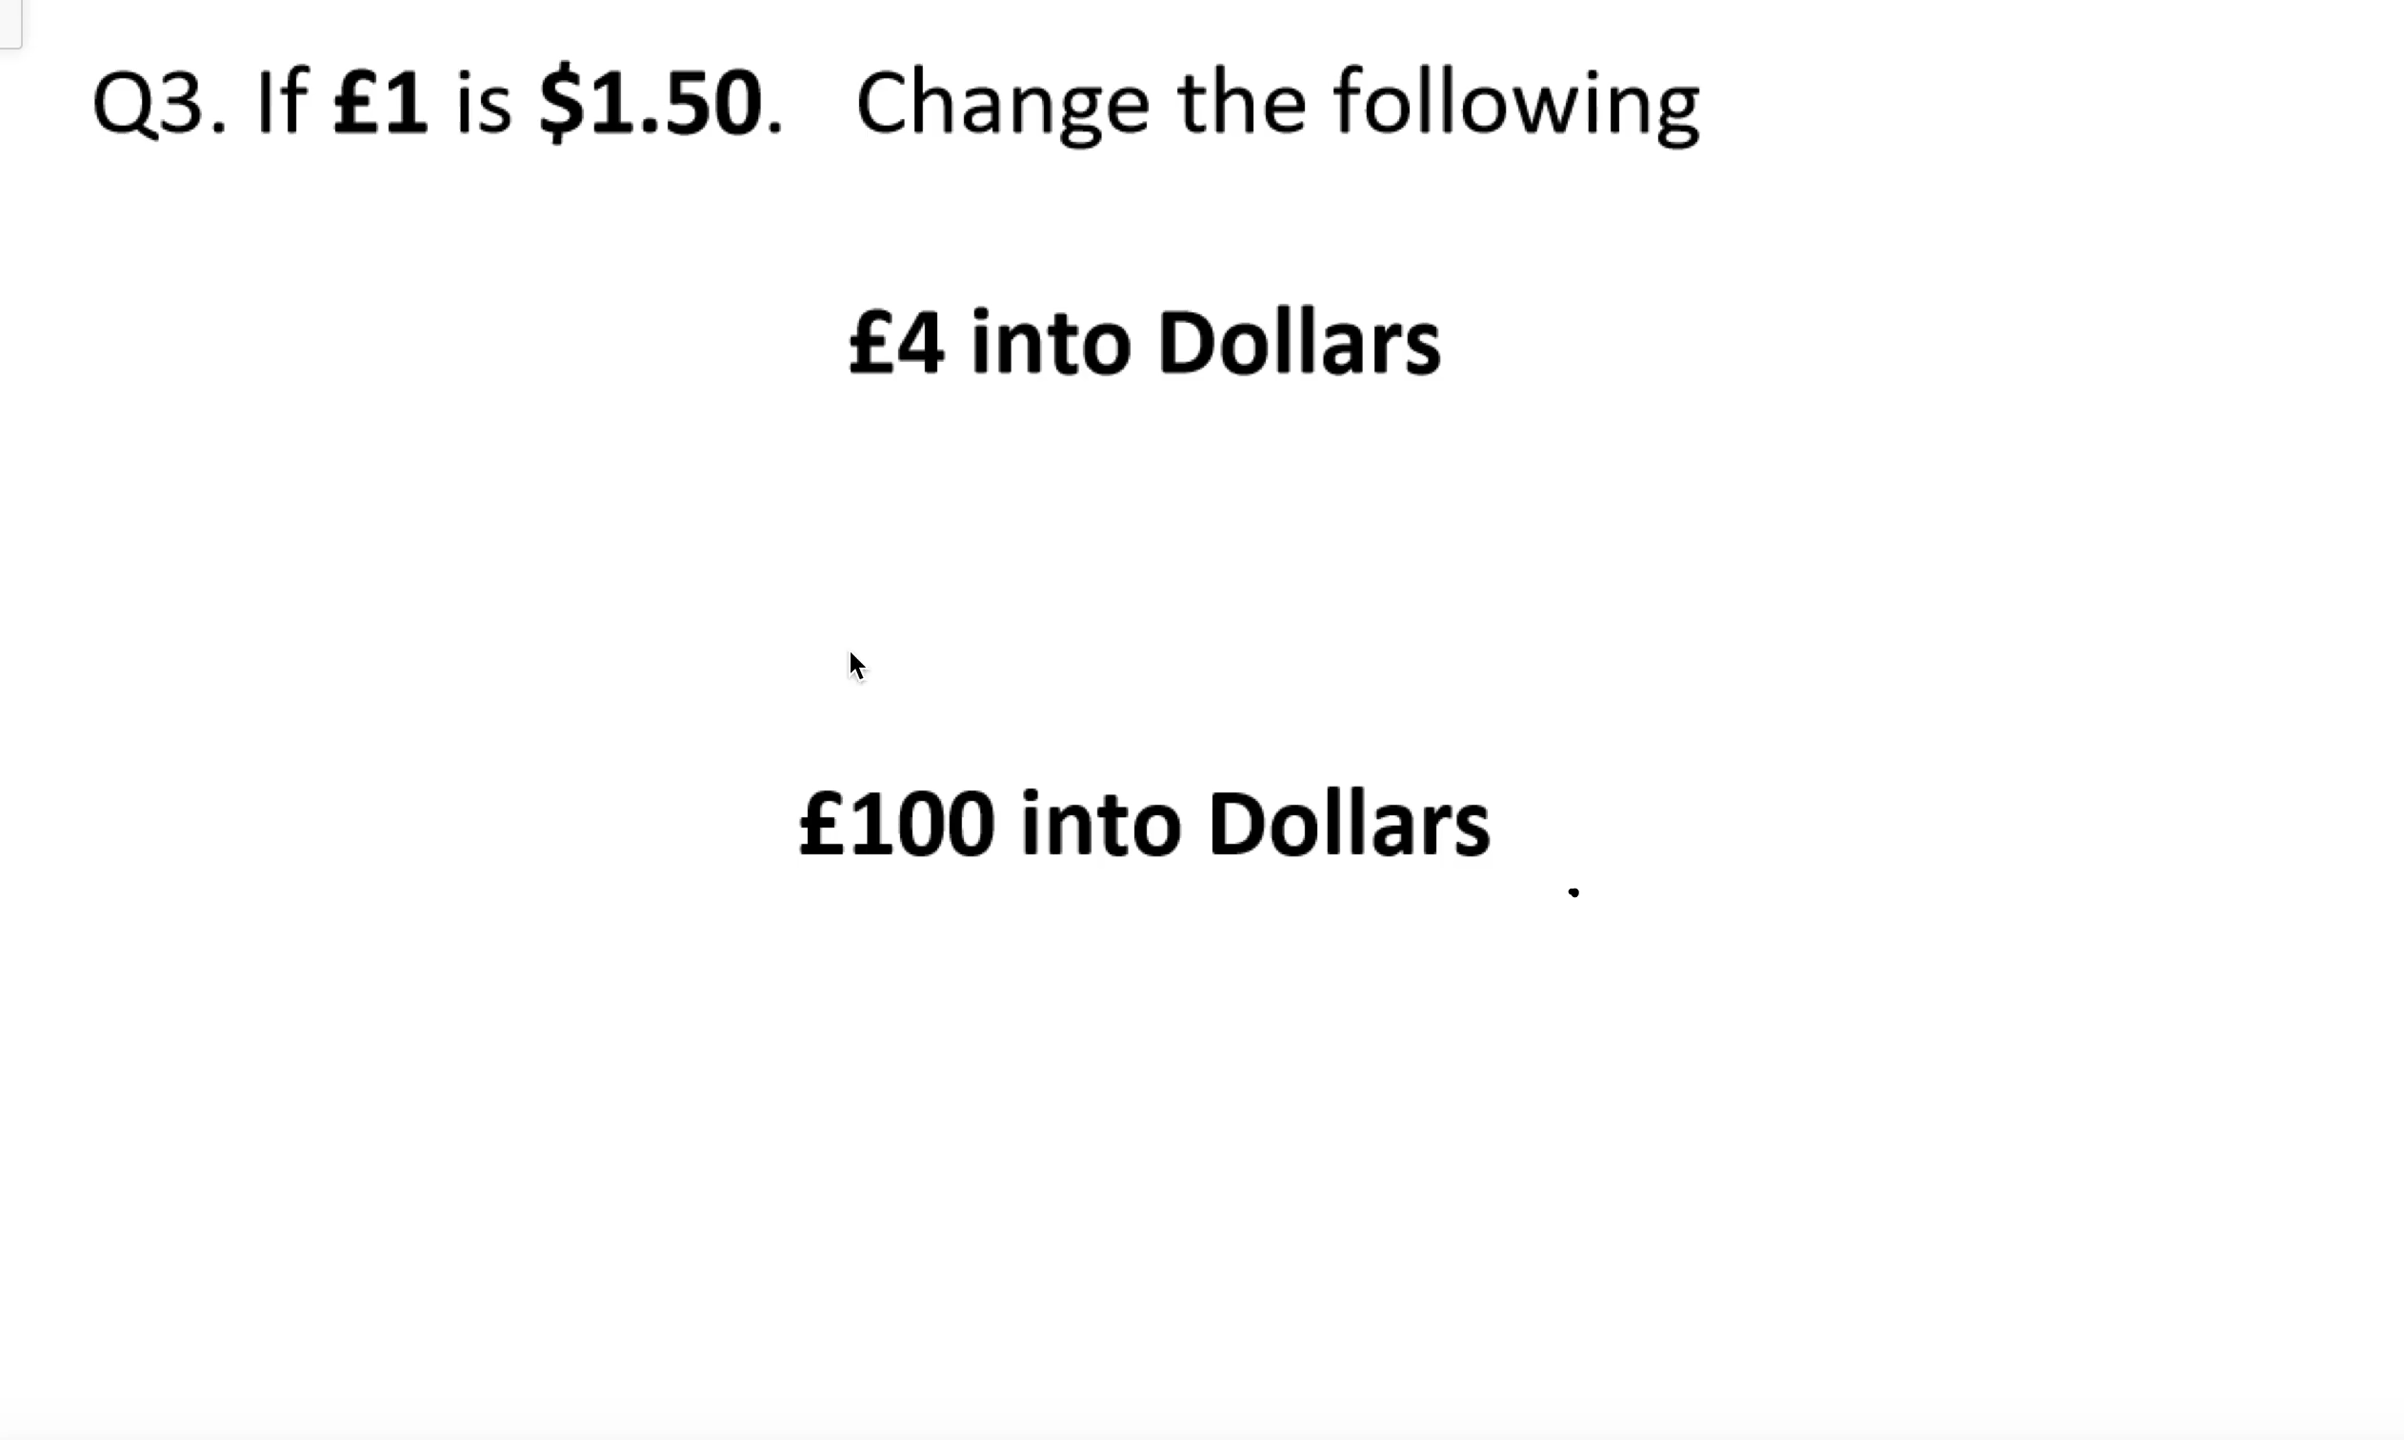 Q3. If £1 is $1.50. Change the following
£4 into Dollars
£100 into Dollars